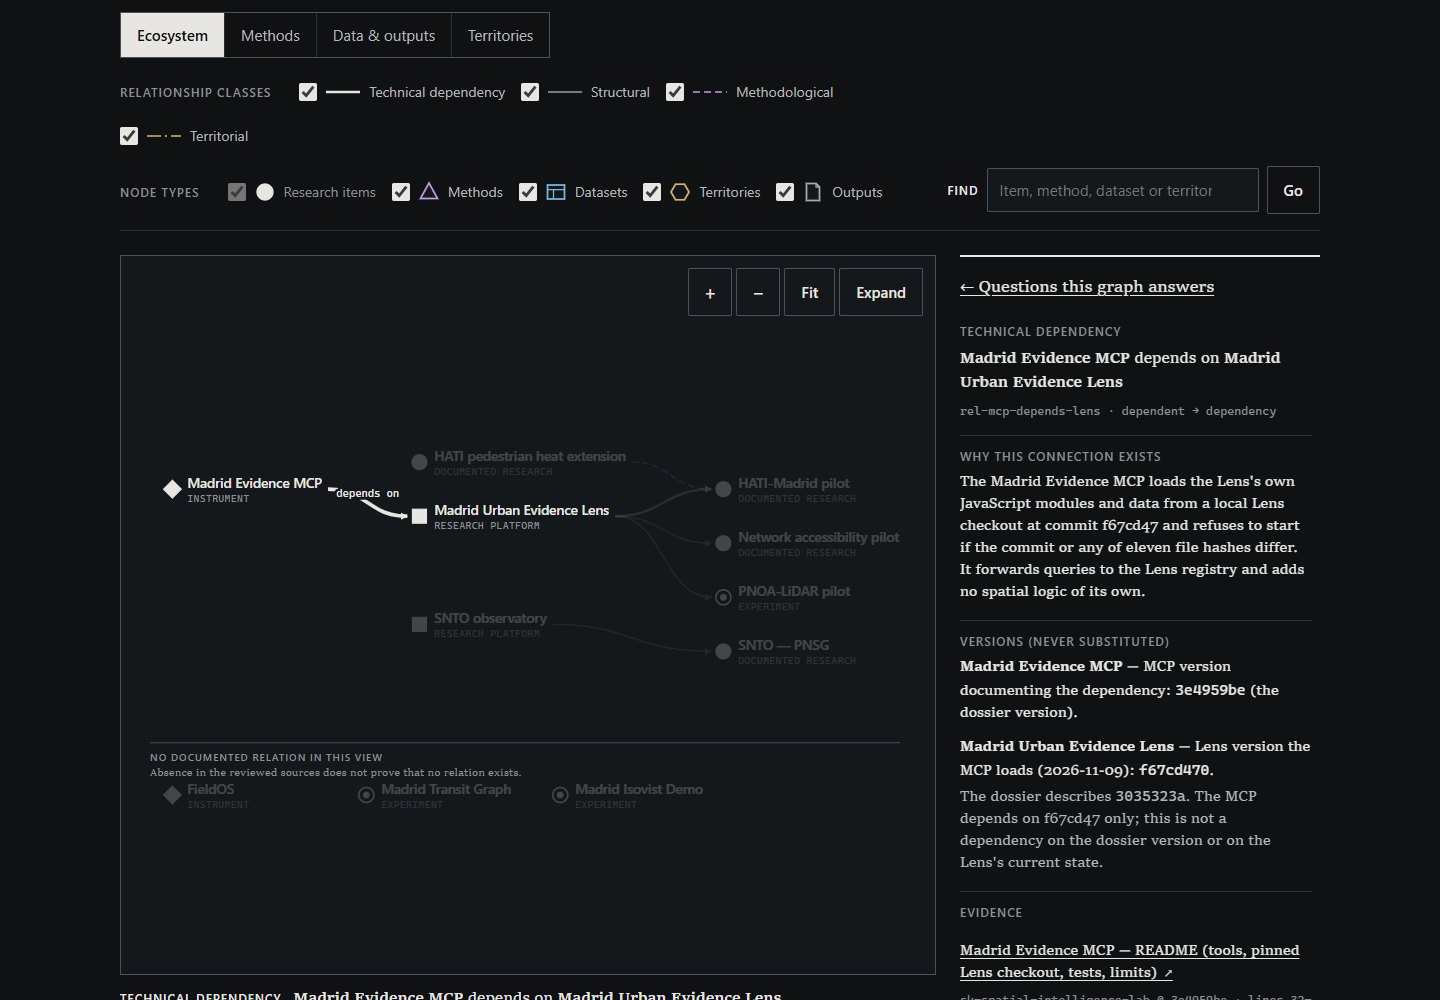 Ecosystem Methods Data & outputs Territories
RELATIONSHIP CLASSES Technical dependency Structural Methodological
Territorial
NODE TYPES Research items Methods Datasets Territories Outputs FIND Item, method, dataset or territor Go
+ − Fit Expand
HATI pedestrian heat extension
DOCUMENTED RESEARCH
Madrid Evidence MCP
INSTRUMENT
depends on
Madrid Urban Evidence Lens
RESEARCH PLATFORM
HATI-Madrid pilot
DOCUMENTED RESEARCH
Network accessibility pilot
DOCUMENTED RESEARCH
PNOA-LiDAR pilot
EXPERIMENT
SNTO observatory
RESEARCH PLATFORM
SNTO — PNSG
DOCUMENTED RESEARCH
NO DOCUMENTED RELATION IN THIS VIEW
Absence in the reviewed sources does not prove that no relation exists.
FieldOS
INSTRUMENT
Madrid Transit Graph
EXPERIMENT
Madrid Isovist Demo
EXPERIMENT
TECHNICAL DEPENDENCY Madrid Evidence MCP depends on Madrid Urban Evidence Lens
← Questions this graph answers
TECHNICAL DEPENDENCY
Madrid Evidence MCP depends on Madrid
Urban Evidence Lens
rel-mcp-depends-lens · dependent → dependency
WHY THIS CONNECTION EXISTS
The Madrid Evidence MCP loads the Lens's own
JavaScript modules and data from a local Lens
checkout at commit f67cd47 and refuses to start
if the commit or any of eleven file hashes differ.
It forwards queries to the Lens registry and adds
no spatial logic of its own.
VERSIONS (NEVER SUBSTITUTED)
Madrid Evidence MCP — MCP version
documenting the dependency: 3e4959be (the
dossier version).
Madrid Urban Evidence Lens — Lens version the
MCP loads (2026-11-09): f67cd470.
The dossier describes 3035323a. The MCP
depends on f67cd47 only; this is not a
dependency on the dossier version or on the
Lens's current state.
EVIDENCE
Madrid Evidence MCP — README (tools, pinned
Lens checkout, tests, limits) ↗